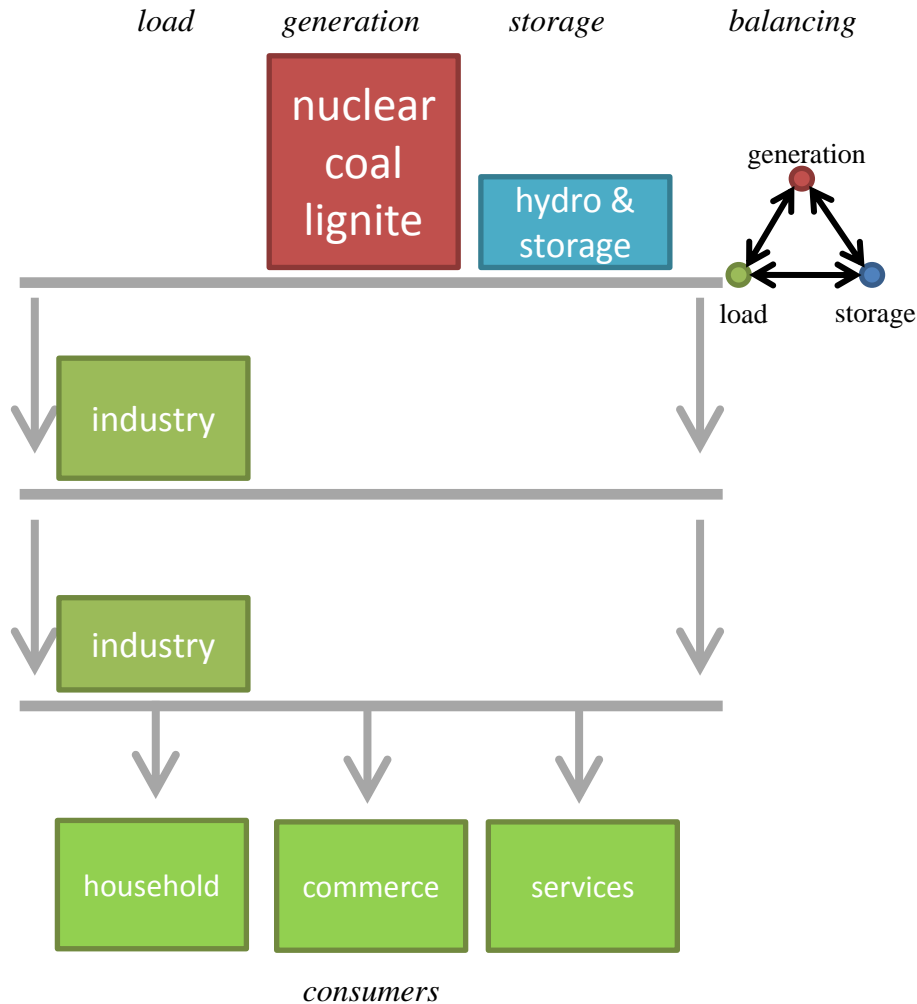 load generation storage balancing
nuclear
coal
lignite
hydro &
storage
generation
load storage
industry
industry
household commerce services
consumers